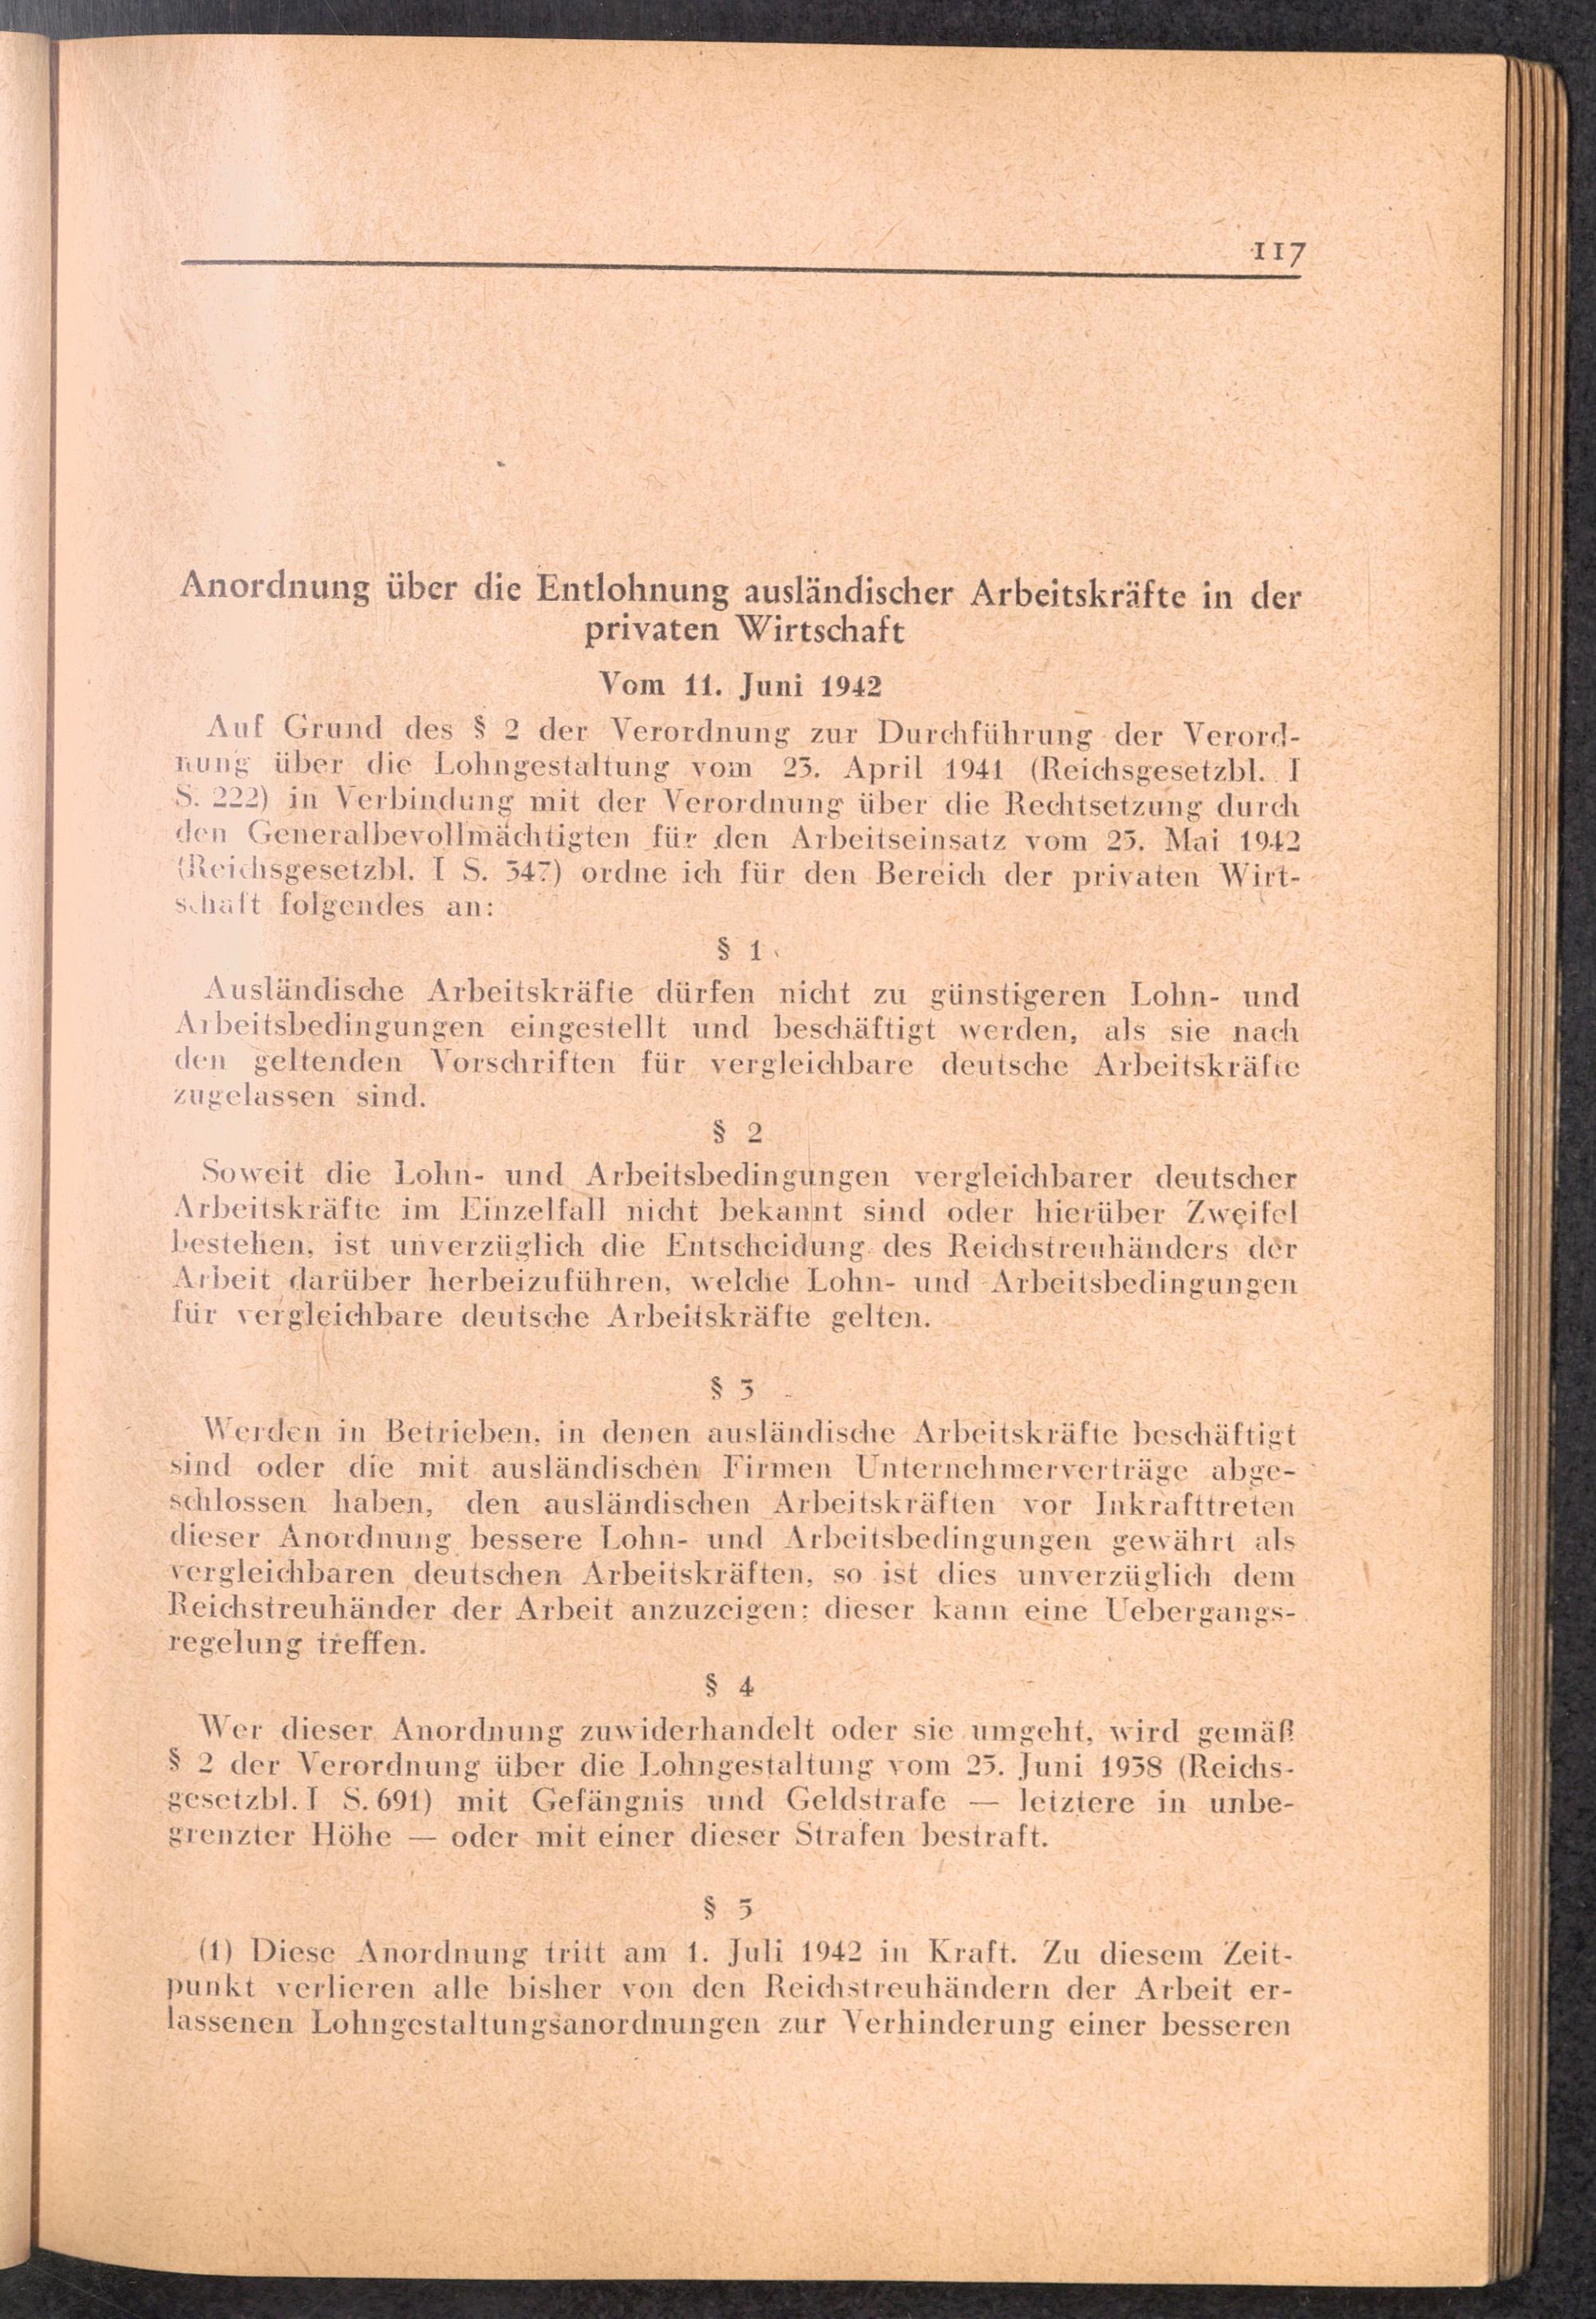 117
Anordnung über die Entlohnung ausländischer Arbeitskräfte in der
privaten Wirtschaft
Vom 11. Juni 1942
Auf Grund des § 2 der Verordnung zur Durchführung der Verord-
nung über die Lohngestaltung vom 23. April 1941 (Reichsgesetzbl. I
S. 222) in Verbindung mit der Verordnung über die Rechtsetzung durch
den Generalbevollmächtigten für den Arbeitseinsatz vom 25. Mai 1942
(Reichsgesetzbl. I S. 347) ordne ich für den Bereich der privaten Wirt-
schaft folgendes an:
§ 1
Ausländische Arbeitskräfte dürfen nicht zu günstigeren Lohn- und
Arbeitsbedingungen eingestellt und beschäftigt werden, als sie nach
den geltenden Vorschriften für vergleichbare deutsche Arbeitskräfte
zugelassen sind.
§ 2
Soweit die Lohn- und Arbeitsbedingungen vergleichbarer deutscher
Arbeitskräfte im Einzelfall nicht bekannt sind oder hierüber Zweifel
bestehen, ist unverzüglich die Entscheidung des Reichstreuhänders der
Arbeit darüber herbeizuführen, welche Lohn- und Arbeitsbedingungen
für vergleichbare deutsche Arbeitskräfte gelten.
§ 3
Werden in Betrieben, in denen ausländische Arbeitskräfte beschäftigt
sind oder die mit ausländischen Firmen Unternehmerverträge abge-
schlossen haben, den ausländischen Arbeitskräften vor Inkrafttreten
dieser Anordnung bessere Lohn- und Arbeitsbedingungen gewährt als
vergleichbaren deutschen Arbeitskräften, so ist dies unverzüglich dem
Reichstreuhänder der Arbeit anzuzeigen; dieser kann eine Uebergangs-
regelung treffen.
§ 4
Wer dieser Anordnung zuwiderhandelt oder sie umgeht, wird gemäß
§ 2 der Verordnung über die Lohngestaltung vom 25. Juni 1938 (Reichs-
gesetzbl. I S. 691) mit Gefängnis und Geldstrafe — letztere in unbe-
grenzter Höhe — oder mit einer dieser Strafen bestraft.
§ 5
(1) Diese Anordnung tritt am 1. Juli 1942 in Kraft. Zu diesem Zeit-
punkt verlieren alle bisher von den Reichstreuhändern der Arbeit er-
lassenen Lohngestaltungsanordnungen zur Verhinderung einer besseren